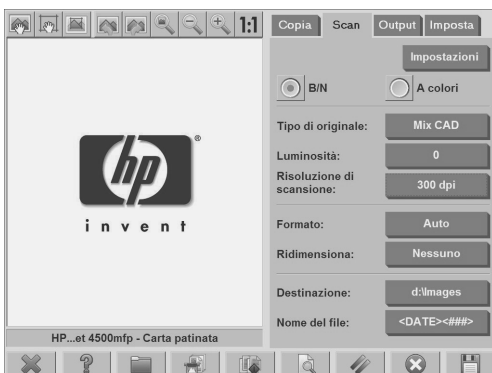 1:1
Copia Scan Output Imposta
Impostazioni
B/N A colori
Tipo di originale: Mix CAD
Luminosità: 0
Risoluzione di
scansione: 300 dpi
Formato: Auto
Ridimensiona: Nessuno
Destinazione: d:\Images
Nome del file: <DATE><###>
hp
®
invent
HP...et 4500mfp - Carta patinata